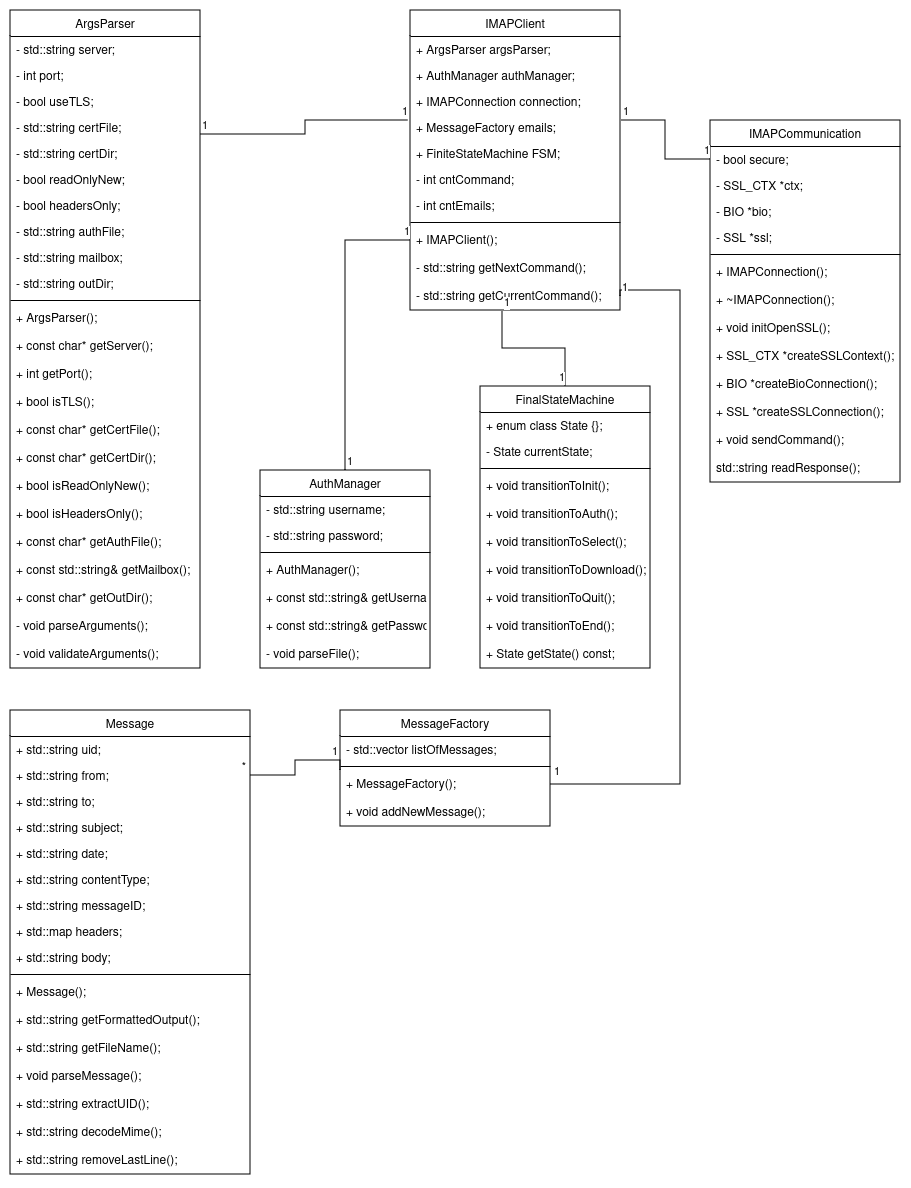 ArgsParser
- std::string server;
- int port;
- bool useTLS;
- std::string certFile;
- std::string certDir;
- bool readOnlyNew;
- bool headersOnly;
- std::string authFile;
- std::string mailbox;
- std::string outDir;
+ ArgsParser();
+ const char* getServer();
+ int getPort();
+ bool isTLS();
+ const char* getCertFile();
+ const char* getCertDir();
+ bool isReadOnlyNew();
+ bool isHeadersOnly();
+ const char* getAuthFile();
+ const std::string& getMailbox();
+ const char* getOutDir();
- void parseArguments();
- void validateArguments();
1
1
IMAPClient
+ ArgsParser argsParser;
+ AuthManager authManager;
+ IMAPConnection connection;
+ MessageFactory emails;
+ FiniteStateMachine FSM;
- int cntCommand;
- int cntEmails;
+ IMAPClient();
- std::string getNextCommand();
- std::string getCurrentCommand();
1
1
1
1
1
1
IMAPCommunication
- bool secure;
- SSL_CTX *ctx;
- BIO *bio;
- SSL *ssl;
+ IMAPConnection();
+ ~IMAPConnection();
+ void initOpenSSL();
+ SSL_CTX *createSSLContext();
+ BIO *createBioConnection();
+ SSL *createSSLConnection();
+ void sendCommand();
std::string readResponse();
1
AuthManager
- std::string username;
- std::string password;
+ AuthManager();
+ const std::string& getUserna
+ const std::string& getPassw
- void parseFile();
FinalStateMachine
+ enum class State {};
- State currentState;
+ void transitionToInit();
+ void transitionToAuth();
+ void transitionToSelect();
+ void transitionToDownload();
+ void transitionToQuit();
+ void transitionToEnd();
+ State getState() const;
Message
+ std::string uid;
+ std::string from;
+ std::string to;
+ std::string subject;
+ std::string date;
+ std::string contentType;
+ std::string messageID;
+ std::map headers;
+ std::string body;
+ Message();
+ std::string getFormattedOutput();
+ std::string getFileName();
+ void parseMessage();
+ std::string extractUID();
+ std::string decodeMime();
+ std::string removeLastLine();
*
1
MessageFactory
- std::vector listOfMessages;
+ MessageFactory();
+ void addNewMessage();
1